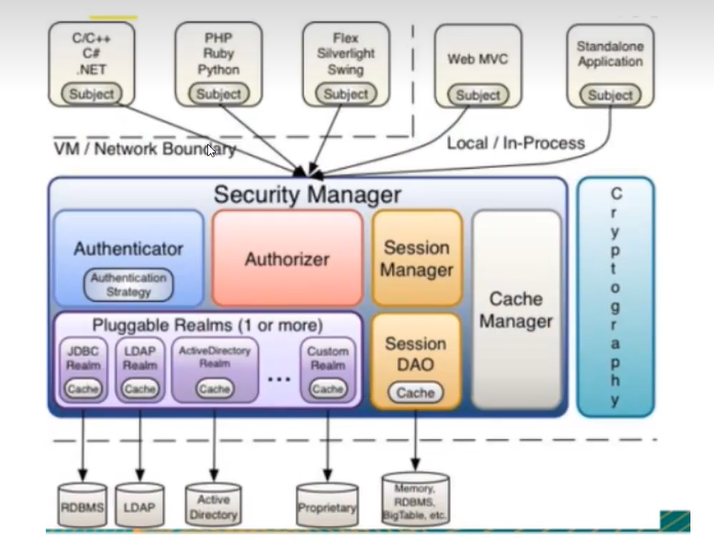 C/C++
C#
.NET
Subject
PHP
Ruby
Python
Subject
Flex
Silverlight
Swing
Subject
Web MVC
Subject
Standalone
Application
Subject
VM / Network Boundary
Local / In-Process
Security Manager
Authenticator
Authentication
Strategy
Authorizer
Session
Manager
Cache
Manager
Pluggable Realms (1 or more)
JDBC
Realm
Cache
LDAP
Realm
Cache
ActiveDirectory
Realm
Cache
...
Custom
Realm
Cache
Session
DAO
Cache
Cryptography
RDBMS
LDAP
Active
Directory
Proprietary
Memory,
RDBMS,
BigTable, etc.